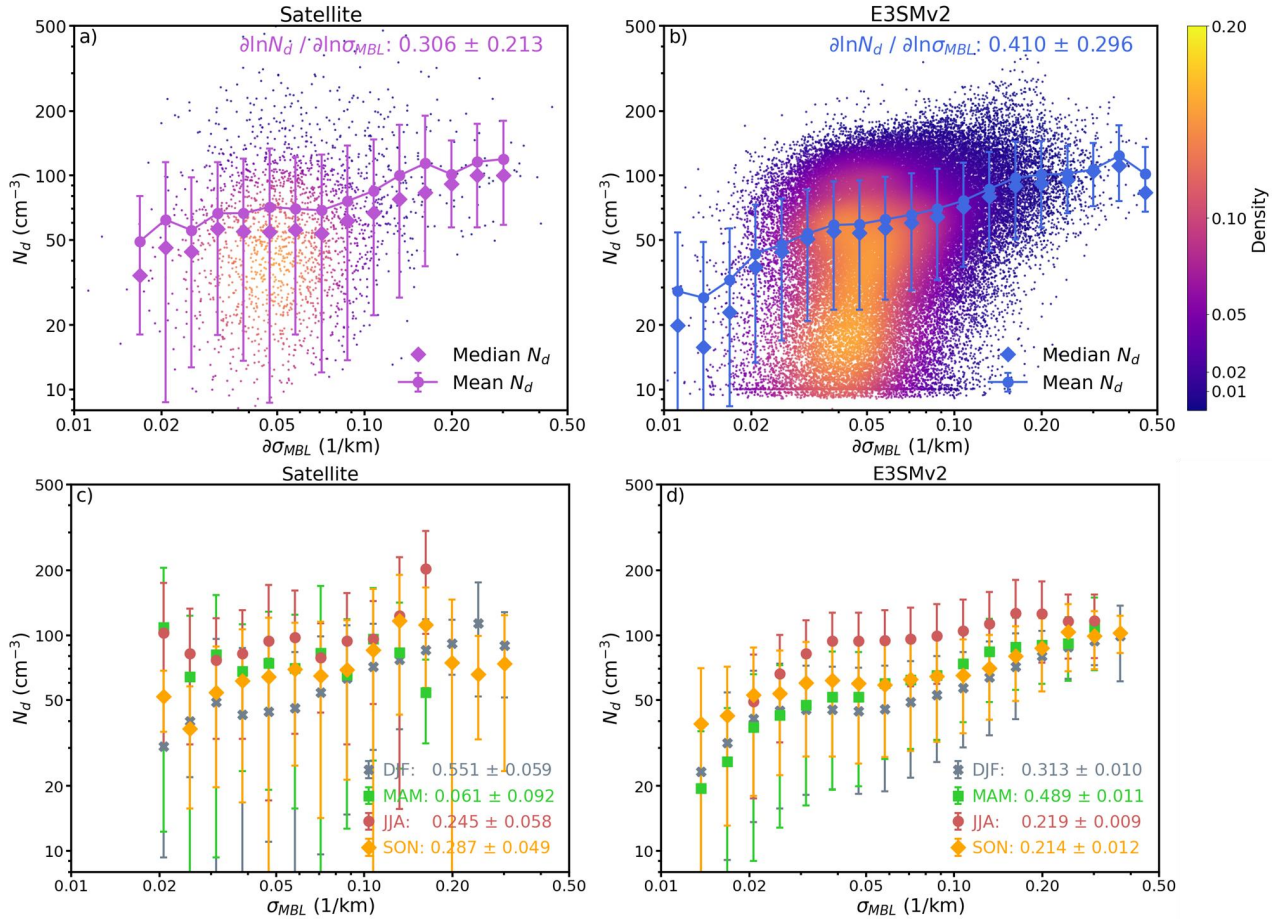 Satellite
a)
∂lnN_d / ∂lnσ_MBL: 0.306 ± 0.213
500
200
100
50
20
10
N_d (cm⁻³)
Median N_d
Mean N_d
0.01 0.02 0.05 0.10 0.20 0.50
∂σ_MBL (1/km)
E3SMv2
b)
∂lnN_d / ∂lnσ_MBL: 0.410 ± 0.296
500
200
100
50
20
10
N_d (cm⁻³)
Median N_d
Mean N_d
0.01 0.02 0.05 0.10 0.20 0.50
∂σ_MBL (1/km)
0.20
0.10
0.05
0.02
0.01
Density
Satellite
c)
500
200
100
50
20
10
N_d (cm⁻³)
DJF: 0.551 ± 0.059
MAM: 0.061 ± 0.092
JJA: 0.245 ± 0.058
SON: 0.287 ± 0.049
0.01 0.02 0.05 0.10 0.20 0.50
σ_MBL (1/km)
E3SMv2
d)
500
200
100
50
20
10
N_d (cm⁻³)
DJF: 0.313 ± 0.010
MAM: 0.489 ± 0.011
JJA: 0.219 ± 0.009
SON: 0.214 ± 0.012
0.01 0.02 0.05 0.10 0.20 0.50
σ_MBL (1/km)